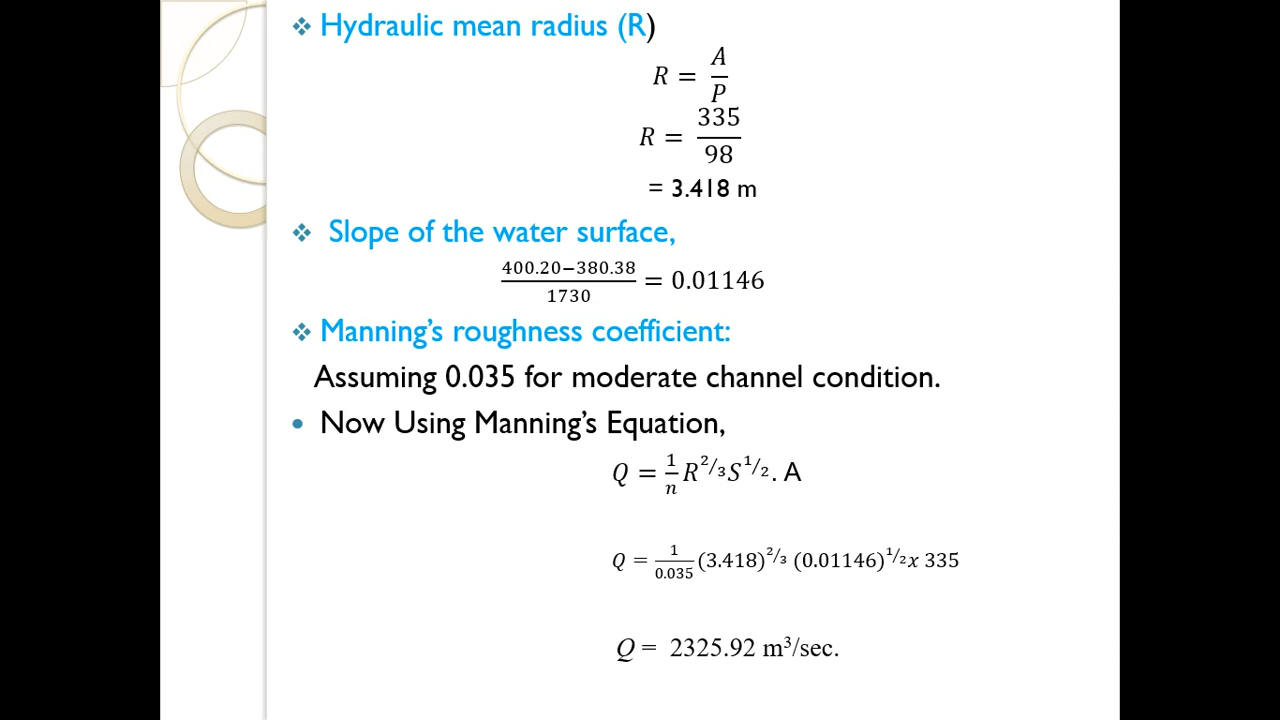 ❖ Hydraulic mean radius (R)
R = A/P
R = 335/98
= 3.418 m
❖ Slope of the water surface,
400.20−380.38/1730 = 0.01146
❖ Manning's roughness coefficient:
Assuming 0.035 for moderate channel condition.
• Now Using Manning's Equation,
Q = 1/n R^2/3 S^1/2. A
Q = 1/0.035 (3.418)^2/3 (0.01146)^1/2 x 335
Q = 2325.92 m³/sec.